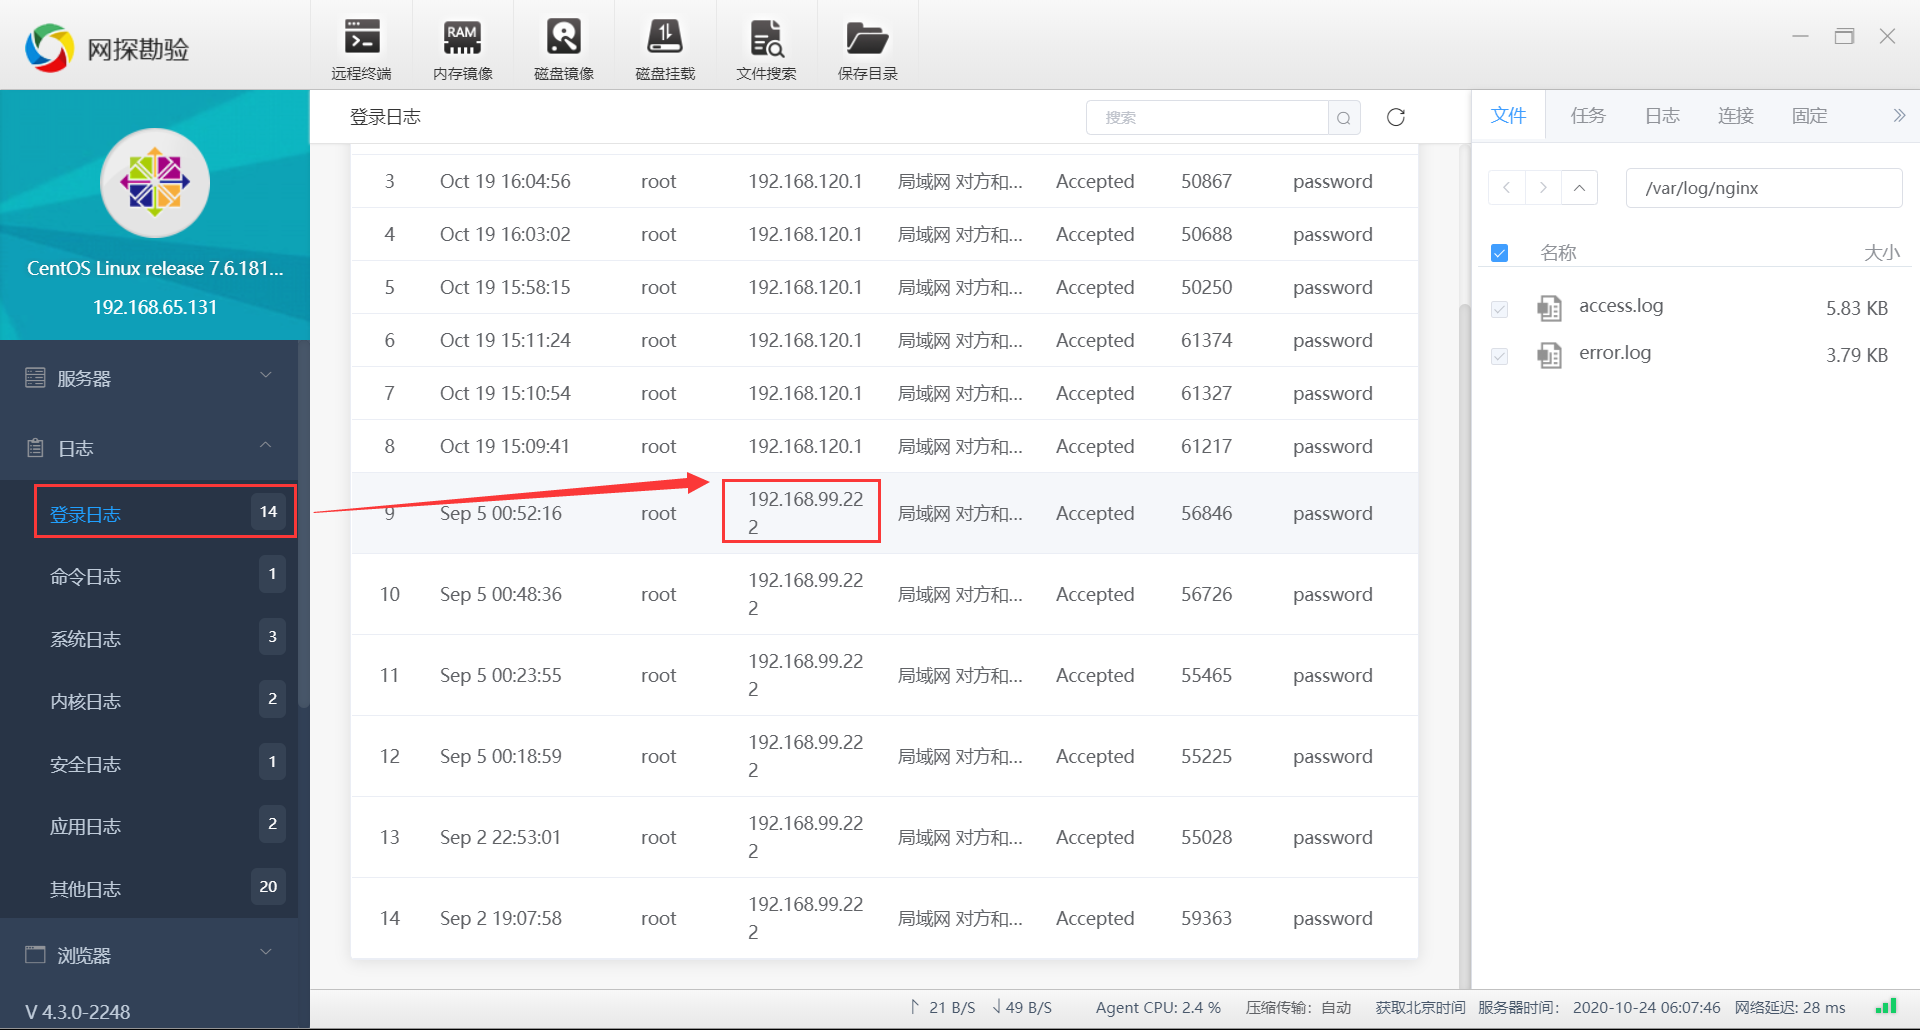 网探勘验
远程终端
RAM
内存镜像
磁盘镜像
磁盘挂载
文件搜索
保存目录
CentOS Linux release 7.6.181...
192.168.65.131
服务器
日志
登录日志 14
命令日志 1
系统日志 3
内核日志 2
安全日志 1
应用日志 2
其他日志 20
浏览器
V 4.3.0-2248
登录日志
搜索
3 Oct 19 16:04:56 root 192.168.120.1 局域网 对方和... Accepted 50867 password
4 Oct 19 16:03:02 root 192.168.120.1 局域网 对方和... Accepted 50688 password
5 Oct 19 15:58:15 root 192.168.120.1 局域网 对方和... Accepted 50250 password
6 Oct 19 15:11:24 root 192.168.120.1 局域网 对方和... Accepted 61374 password
7 Oct 19 15:10:54 root 192.168.120.1 局域网 对方和... Accepted 61327 password
8 Oct 19 15:09:41 root 192.168.120.1 局域网 对方和... Accepted 61217 password
9 Sep 5 00:52:16 root 192.168.99.22 局域网 对方和... Accepted 56846 password
2
10 Sep 5 00:48:36 root 192.168.99.22 局域网 对方和... Accepted 56726 password
2
11 Sep 5 00:23:55 root 192.168.99.22 局域网 对方和... Accepted 55465 password
2
12 Sep 5 00:18:59 root 192.168.99.22 局域网 对方和... Accepted 55225 password
2
13 Sep 2 22:53:01 root 192.168.99.22 局域网 对方和... Accepted 55028 password
2
14 Sep 2 19:07:58 root 192.168.99.22 局域网 对方和... Accepted 59363 password
2
文件 任务 日志 连接 固定
/var/log/nginx
名称 大小
access.log 5.83 KB
error.log 3.79 KB
21 B/S 49 B/S Agent CPU: 2.4 % 压缩传输：自动 获取北京时间 服务器时间： 2020-10-24 06:07:46 网络延迟: 28 ms